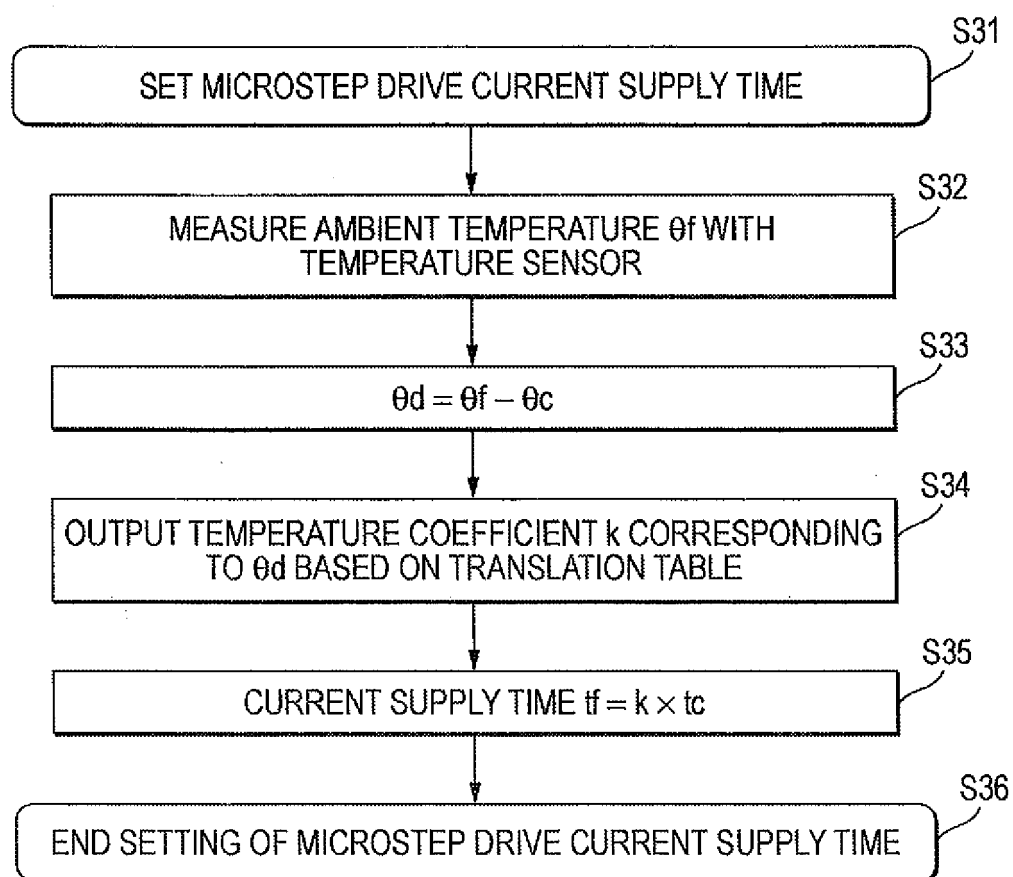 S31
SET MICROSTEP DRIVE CURRENT SUPPLY TIME
S32
MEASURE AMBIENT TEMPERATURE θf WITH
TEMPERATURE SENSOR
S33
θd = θf − θc
S34
OUTPUT TEMPERATURE COEFFICIENT k CORRESPONDING
TO θd BASED ON TRANSLATION TABLE
S35
CURRENT SUPPLY TIME tf = k × tc
S36
END SETTING OF MICROSTEP DRIVE CURRENT SUPPLY TIME